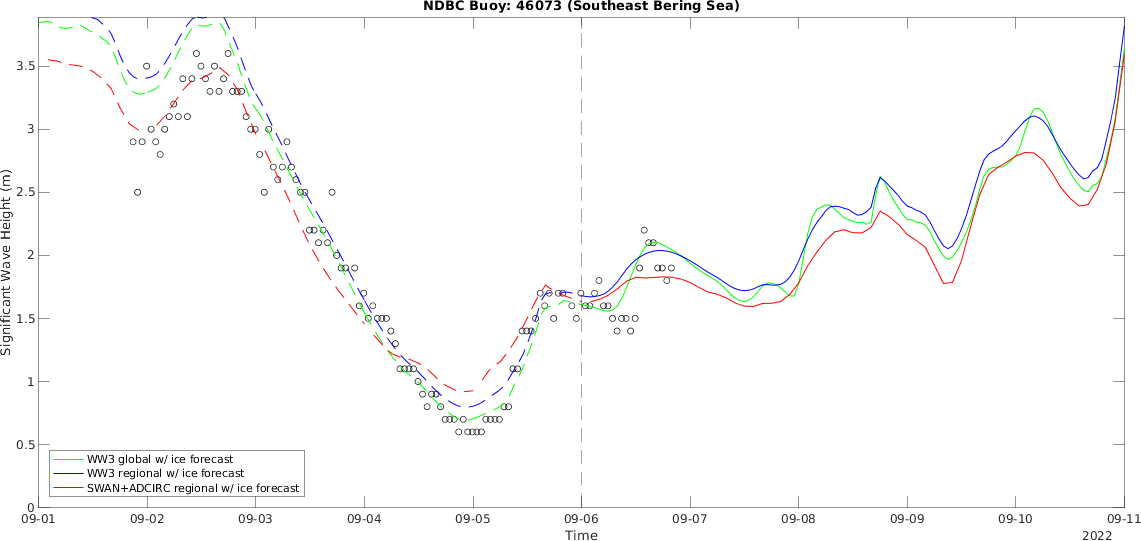 NDBC Buoy: 46073 (Southeast Bering Sea)
Significant Wave Height (m)
3.5
3
2.5
2
1.5
1
0.5
0
WW3 global w/ ice forecast
WW3 regional w/ ice forecast
SWAN+ADCIRC regional w/ ice forecast
09-01 09-02 09-03 09-04 09-05 09-06 09-07 09-08 09-09 09-10 09-11
Time
2022